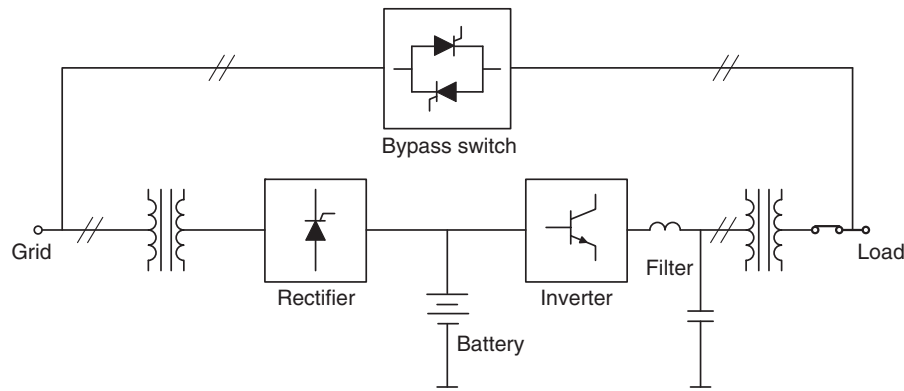 Bypass switch
Grid
Rectifier
Battery
Inverter
Filter
Load